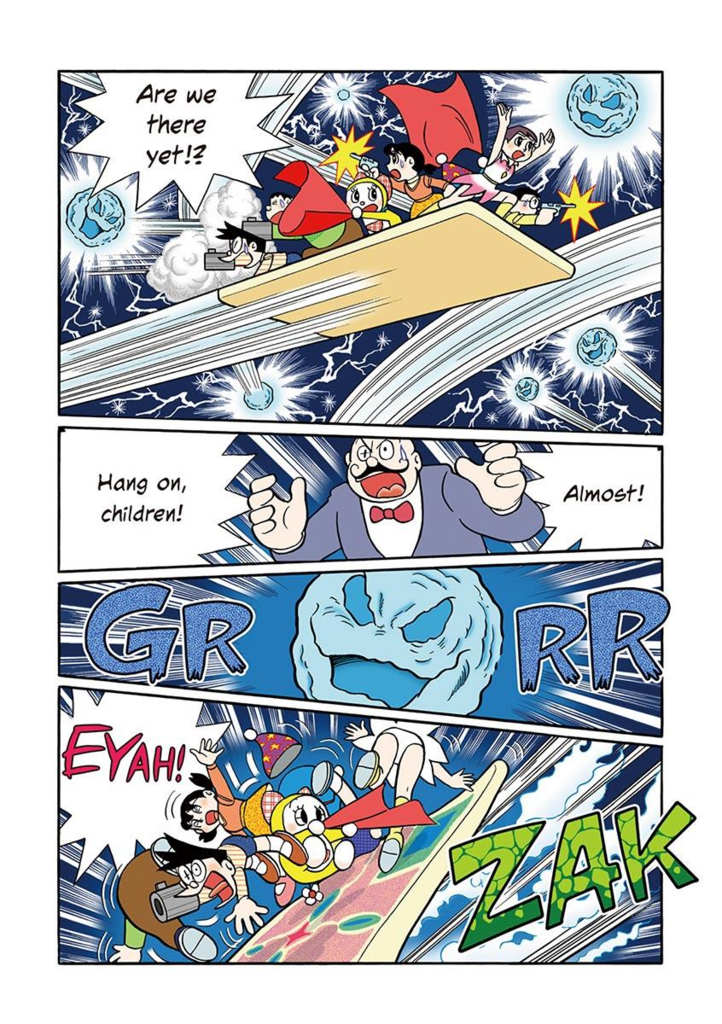 Are we
there
yet!?
Hang on,
children!
Almost!
GR
RR
EYAH!
ZAK